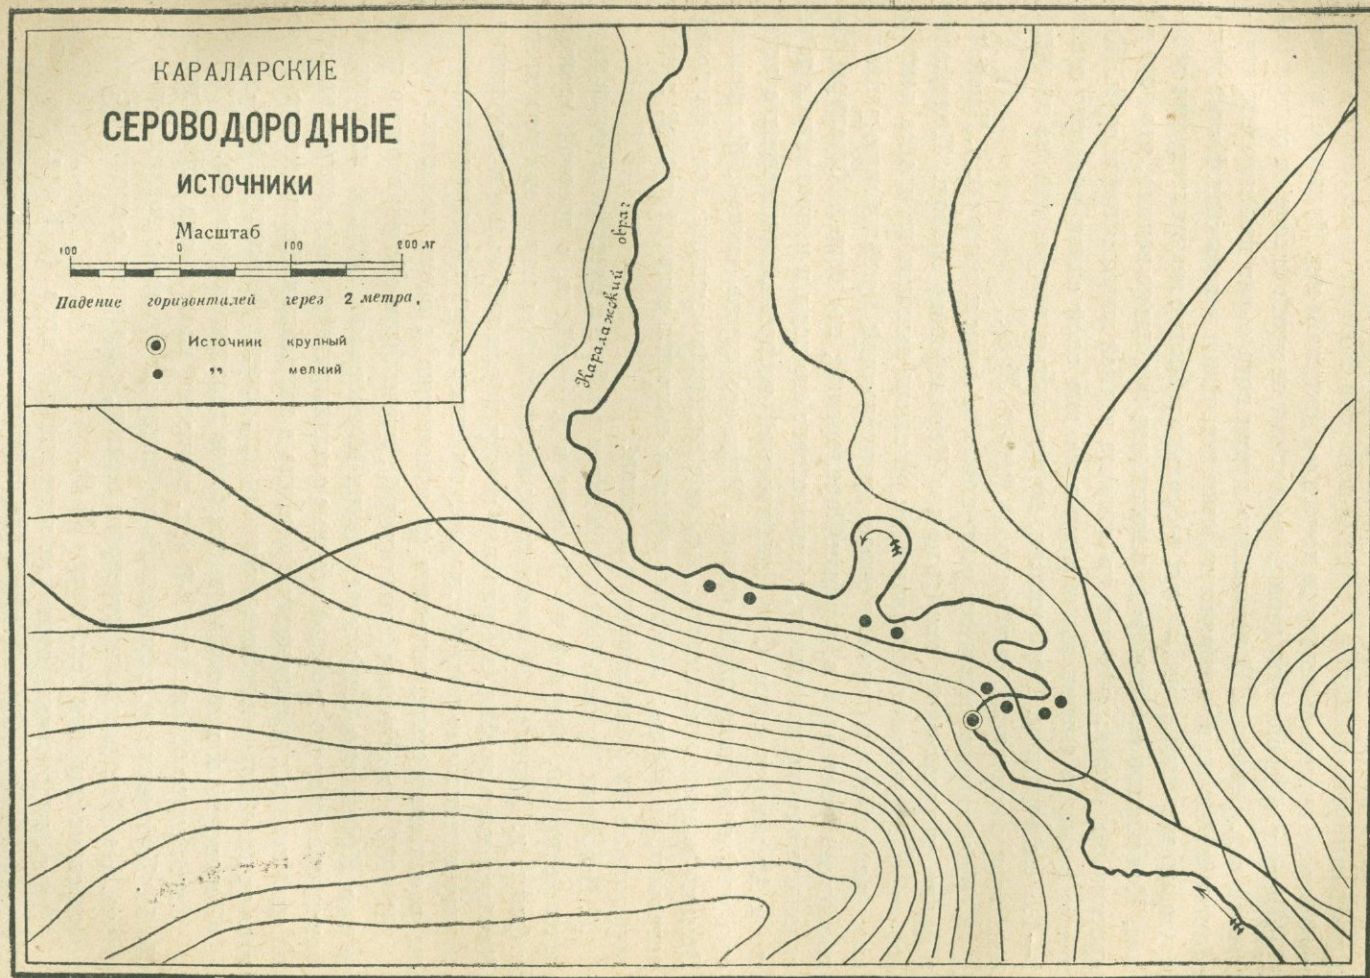 КАРАЛАРСКИЕ
СЕРОВОДОРОДНЫЕ
ИСТОЧНИКИ
Масштаб
100 0 100 200 м
Падение горизонталей через 2 метра.
Источник крупный
„ мелкий
Каралажский овраг